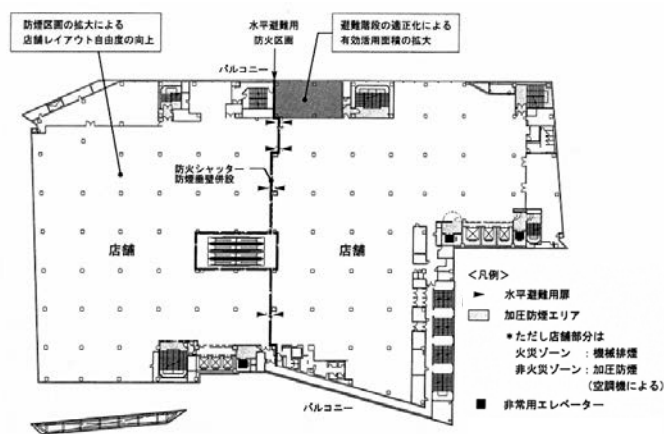 防煙区画の拡大による
店舗レイアウト自由度の向上
水平避難用
防火区画
避難階段の適正化による
有効活用面積の拡大
バルコニー
防火シャッター
防煙垂壁併設
店舗
店舗
＜凡例＞
水平避難用扉
加圧防煙エリア
＊ただし店舗部分は
火災ゾーン　：機械排煙
非火災ゾーン：加圧防煙
（空調機による）
非常用エレベーター
バルコニー